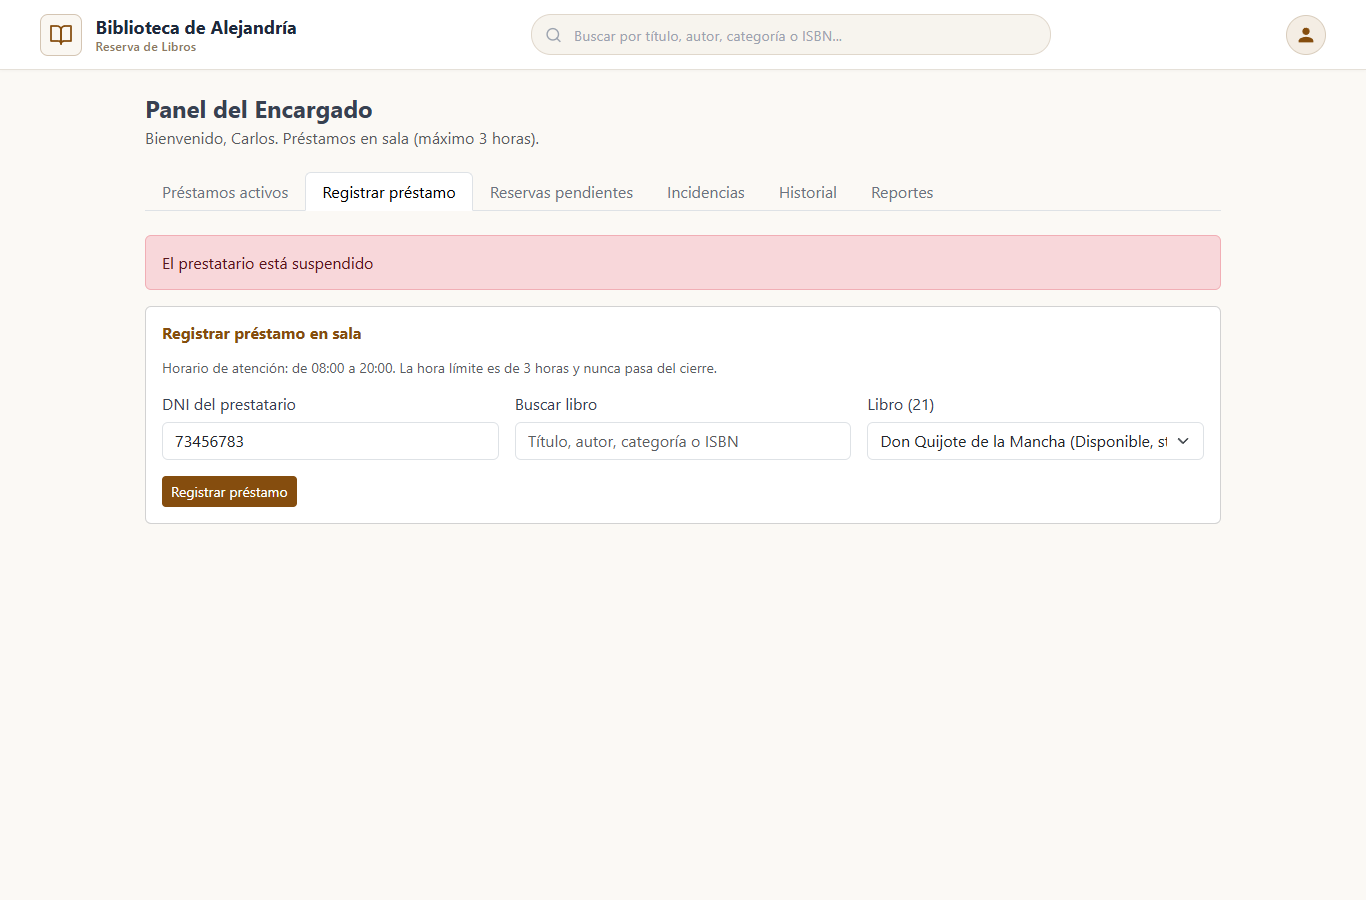 Biblioteca de Alejandría
Reserva de Libros
Buscar por título, autor, categoría o ISBN...
Panel del Encargado
Bienvenido, Carlos. Préstamos en sala (máximo 3 horas).
Préstamos activos
Registrar préstamo
Reservas pendientes
Incidencias
Historial
Reportes
El prestatario está suspendido
Registrar préstamo en sala
Horario de atención: de 08:00 a 20:00. La hora límite es de 3 horas y nunca pasa del cierre.
DNI del prestatario
73456783
Buscar libro
Título, autor, categoría o ISBN
Libro (21)
Don Quijote de la Mancha (Disponible, st
Registrar préstamo